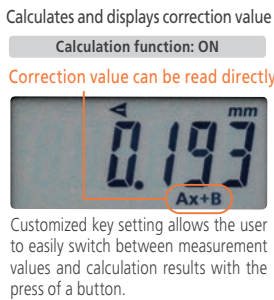 Calculates and displays correction value
Calculation function: ON
Correction value can be read directly
mm
0.193
Ax+B
Customized key setting allows the user
to easily switch between measurement
values and calculation results with the
press of a button.